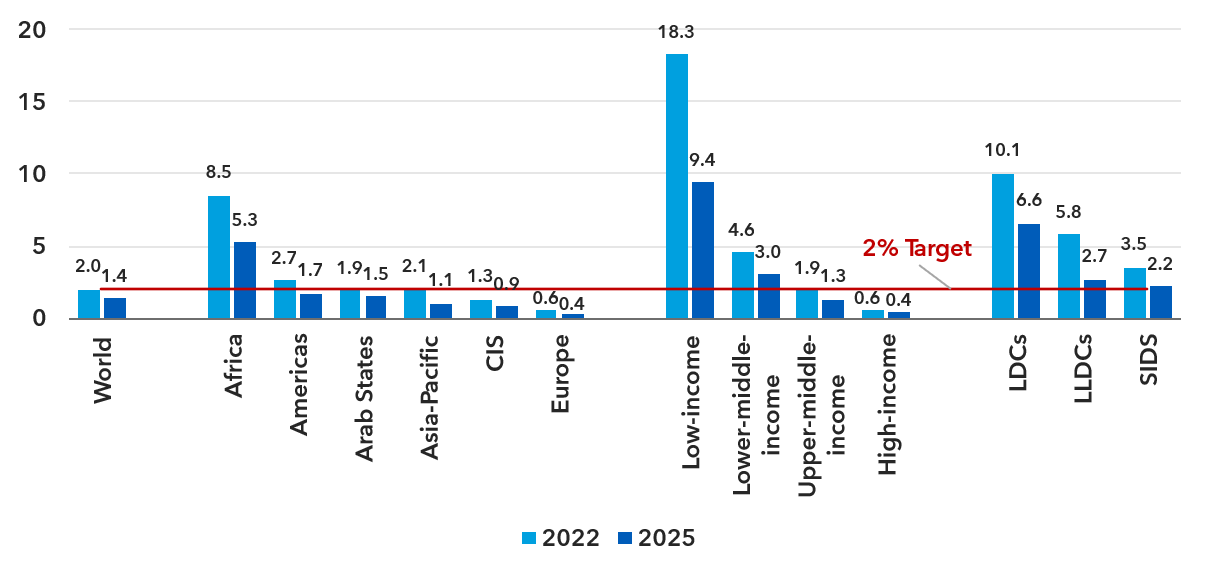 20
15
10
5
0
2.0
1.4
8.5
5.3
2.7
1.7
1.9
1.5
2.1
1.1
1.3
0.9
0.6
0.4
18.3
9.4
4.6
3.0
1.9
1.3
0.6
0.4
10.1
6.6
5.8
2.7
3.5
2.2
2% Target
World
Africa
Americas
Arab States
Asia-Pacific
CIS
Europe
Low-income
Lower-middle-
income
Upper-middle-
income
High-income
LDCs
LLDCs
SIDS
2022
2025